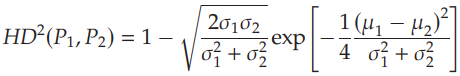 HD²(P₁, P₂) = 1 − √(2σ₁σ₂ / (σ₁² + σ₂²)) exp[−(1/4) (μ₁ − μ₂)² / (σ₁² + σ₂²)]